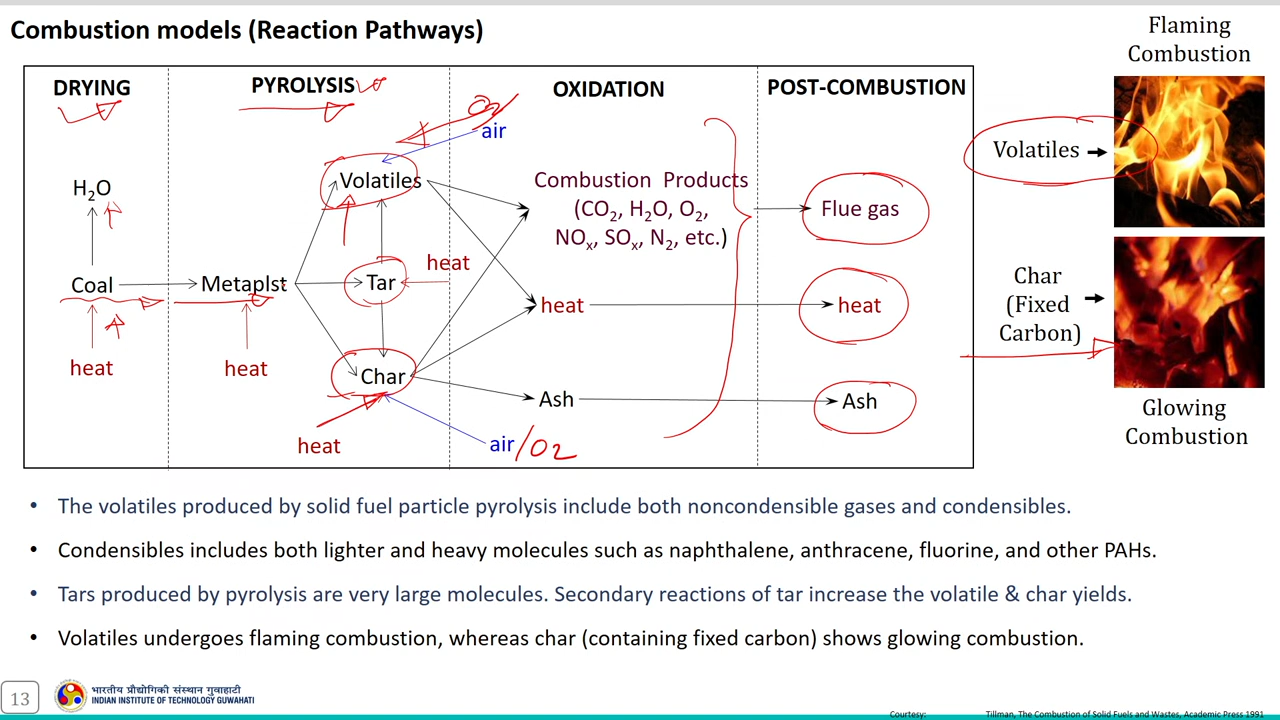 Combustion models (Reaction Pathways)
Flaming
Combustion
DRYING
PYROLYSIS
OXIDATION
POST-COMBUSTION
O2/
air
Volatiles
H2O
Volatiles
Combustion Products
(CO2, H2O, O2,
NOx, SOx, N2, etc.)
Flue gas
Coal
Metaplst
Tar
heat
heat
heat
Char
(Fixed
Carbon)
heat
heat
Char
Ash
Ash
heat
air/O2
Glowing
Combustion
• The volatiles produced by solid fuel particle pyrolysis include both noncondensible gases and condensibles.
• Condensibles includes both lighter and heavy molecules such as naphthalene, anthracene, fluorine, and other PAHs.
• Tars produced by pyrolysis are very large molecules. Secondary reactions of tar increase the volatile & char yields.
• Volatiles undergoes flaming combustion, whereas char (containing fixed carbon) shows glowing combustion.
13
भारतीय प्रौद्योगिकी संस्थान गुवाहाटी
INDIAN INSTITUTE OF TECHNOLOGY GUWAHATI
Courtesy: Tillman, The Combustion of Solid Fuels and Wastes, Academic Press 1991